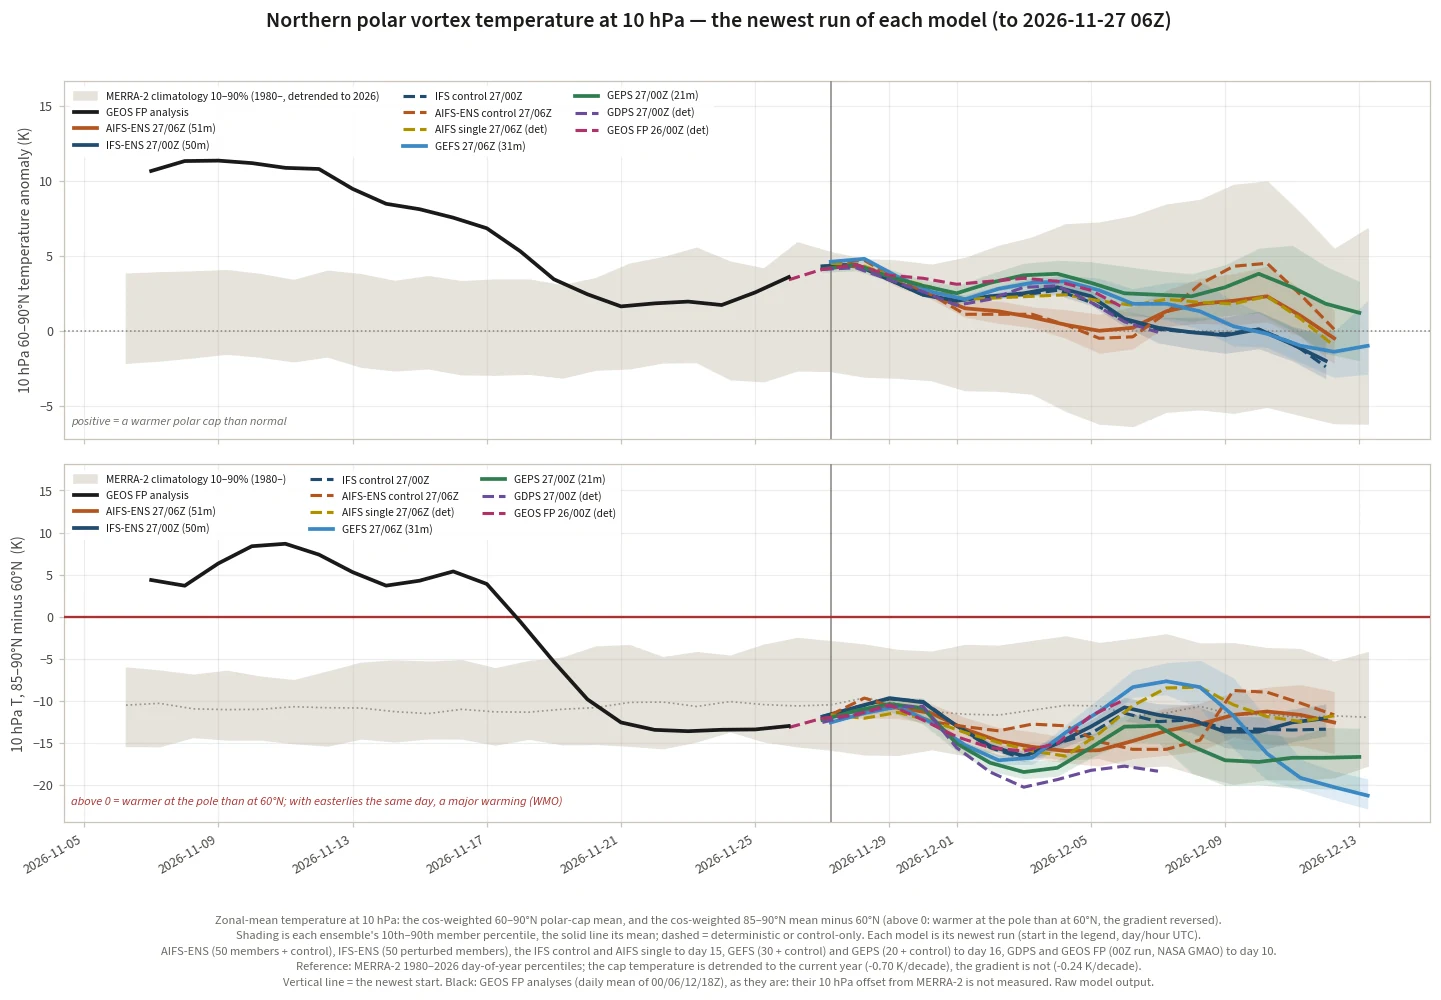 Northern polar vortex temperature at 10 hPa — the newest run of each model (to 2026-11-27 06Z)
10 hPa 60–90°N temperature anomaly (K)
15
10
5
0
−5
MERRA-2 climatology 10–90% (1980–, detrended to 2026)
GEOS FP analysis
AIFS-ENS 27/06Z (51m)
IFS-ENS 27/00Z (50m)
IFS control 27/00Z
AIFS-ENS control 27/06Z
AIFS single 27/06Z (det)
GEFS 27/06Z (31m)
GEPS 27/00Z (21m)
GDPS 27/00Z (det)
GEOS FP 26/00Z (det)
positive = a warmer polar cap than normal
10 hPa T, 85–90°N minus 60°N (K)
15
10
5
0
−5
−10
−15
−20
MERRA-2 climatology 10–90% (1980–)
GEOS FP analysis
AIFS-ENS 27/06Z (51m)
IFS-ENS 27/00Z (50m)
IFS control 27/00Z
AIFS-ENS control 27/06Z
AIFS single 27/06Z (det)
GEFS 27/06Z (31m)
GEPS 27/00Z (21m)
GDPS 27/00Z (det)
GEOS FP 26/00Z (det)
above 0 = warmer at the pole than at 60°N; with easterlies the same day, a major warming (WMO)
2026-11-05
2026-11-09
2026-11-13
2026-11-17
2026-11-21
2026-11-25
2026-11-29
2026-12-01
2026-12-05
2026-12-09
2026-12-13
Zonal-mean temperature at 10 hPa: the cos-weighted 60–90°N polar-cap mean, and the cos-weighted 85–90°N mean minus 60°N (above 0: warmer at the pole than at 60°N, the gradient reversed).
Shading is each ensemble's 10th–90th member percentile, the solid line its mean; dashed = deterministic or control-only. Each model is its newest run (start in the legend, day/hour UTC).
AIFS-ENS (50 members + control), IFS-ENS (50 perturbed members), the IFS control and AIFS single to day 15, GEFS (30 + control) and GEPS (20 + control) to day 16, GDPS and GEOS FP (00Z run, NASA GMAO) to day 10.
Reference: MERRA-2 1980–2026 day-of-year percentiles; the cap temperature is detrended to the current year (-0.70 K/decade), the gradient is not (-0.24 K/decade).
Vertical line = the newest start. Black: GEOS FP analyses (daily mean of 00/06/12/18Z), as they are: their 10 hPa offset from MERRA-2 is not measured. Raw model output.